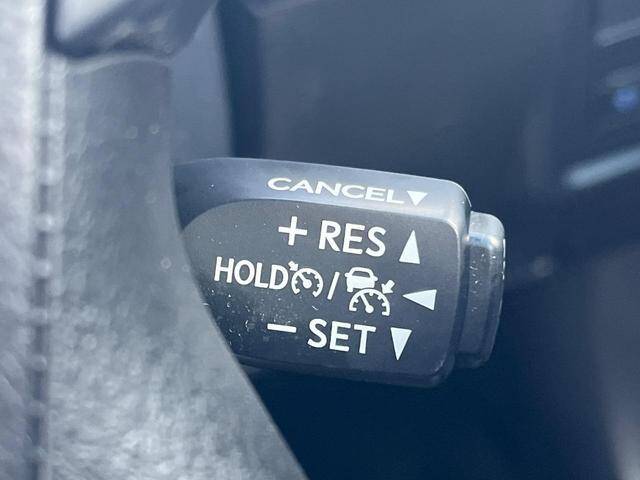 CANCEL▼
+ RES ▲
HOLD / ◀
− SET ▼